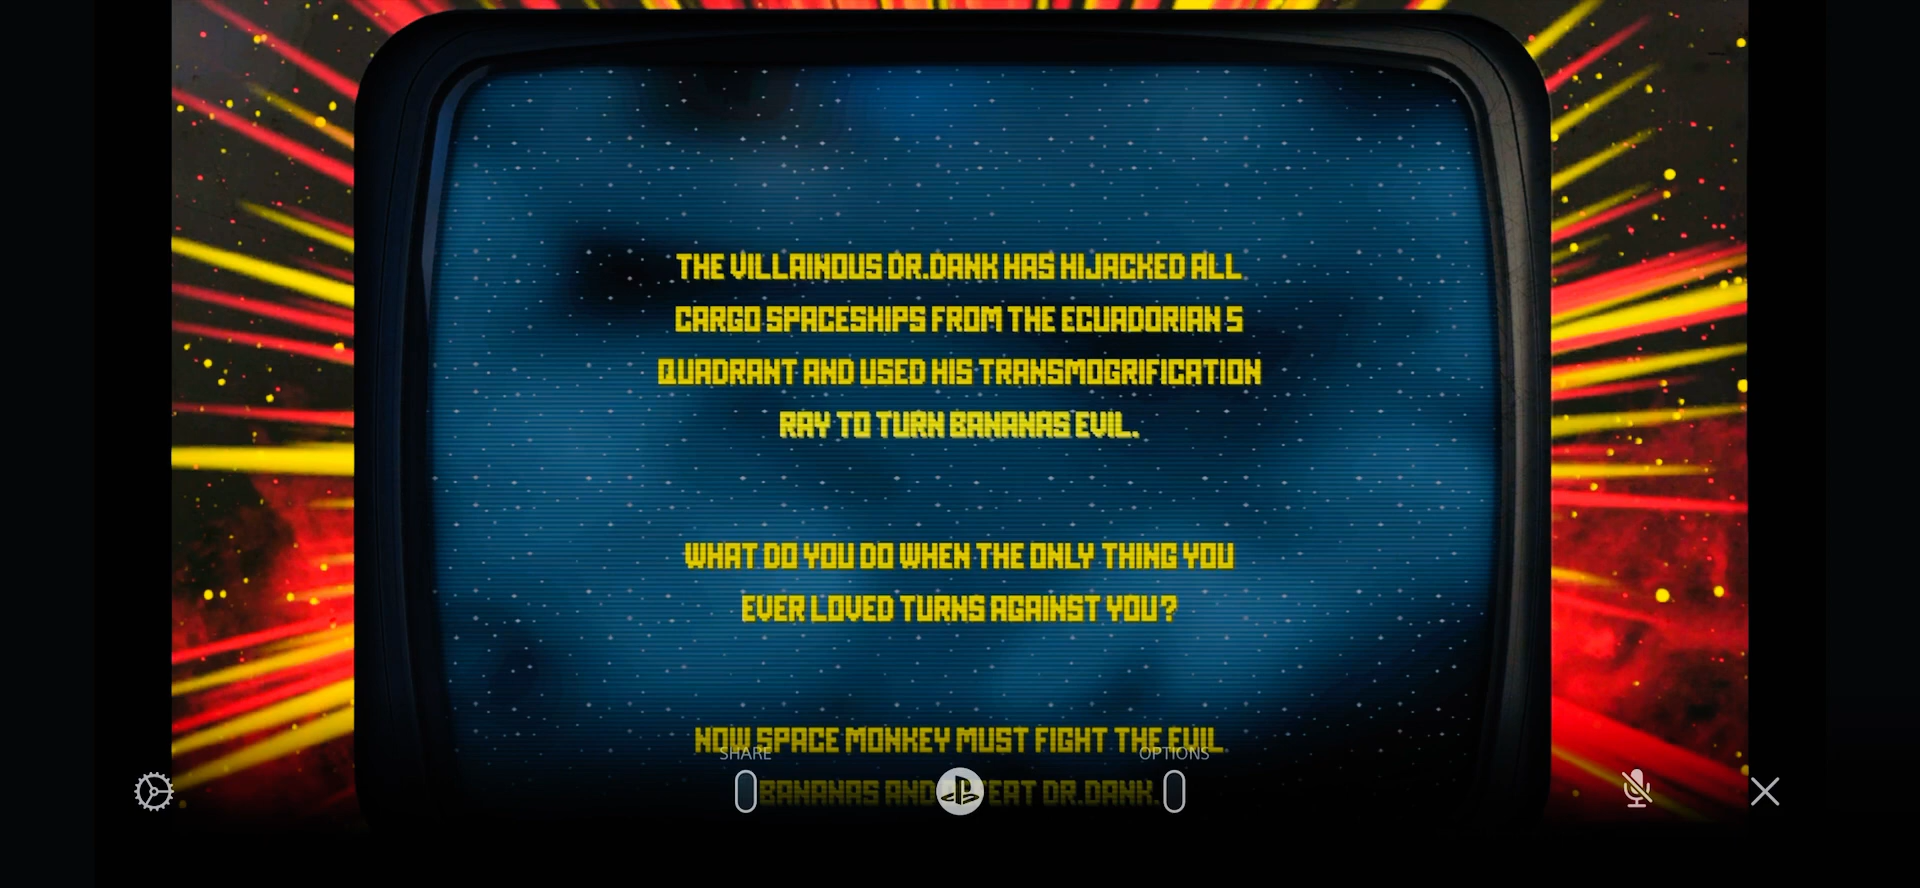 THE VILLAINOUS DR.DANK HAS HIJACKED ALL
CARGO SPACESHIPS FROM THE ECUADORIAN 5
QUADRANT AND USED HIS TRANSMOGRIFICATION
RAY TO TURN BANANAS EVIL.
WHAT DO YOU DO WHEN THE ONLY THING YOU
EVER LOVED TURNS AGAINST YOU?
NOW SPACE MONKEY MUST FIGHT THE EVIL
SHARE
OPTIONS
BANANAS AND EAT DR.DANK.